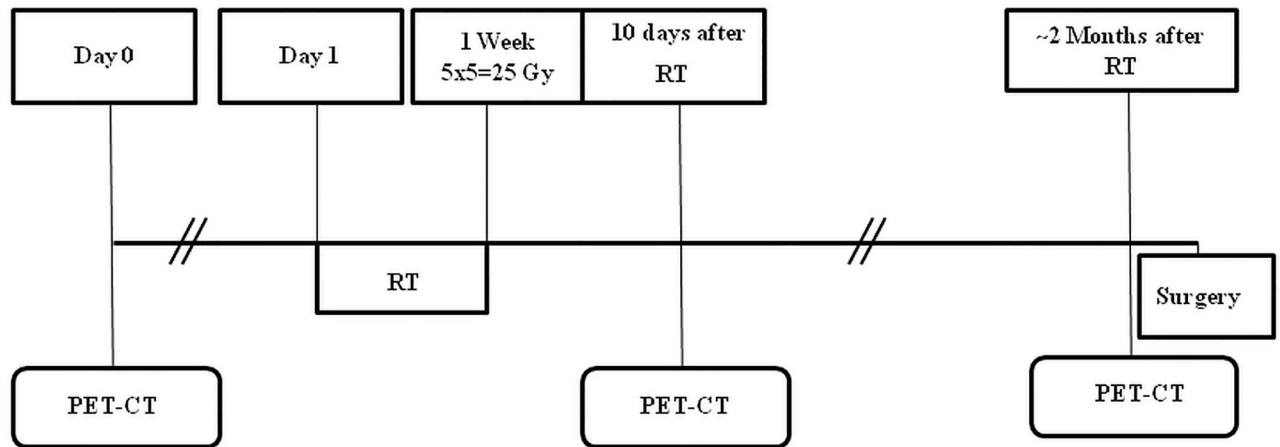 Day 0
Day 1
1 Week
5x5=25 Gy
10 days after
RT
~2 Months after
RT
RT
Surgery
PET-CT
PET-CT
PET-CT